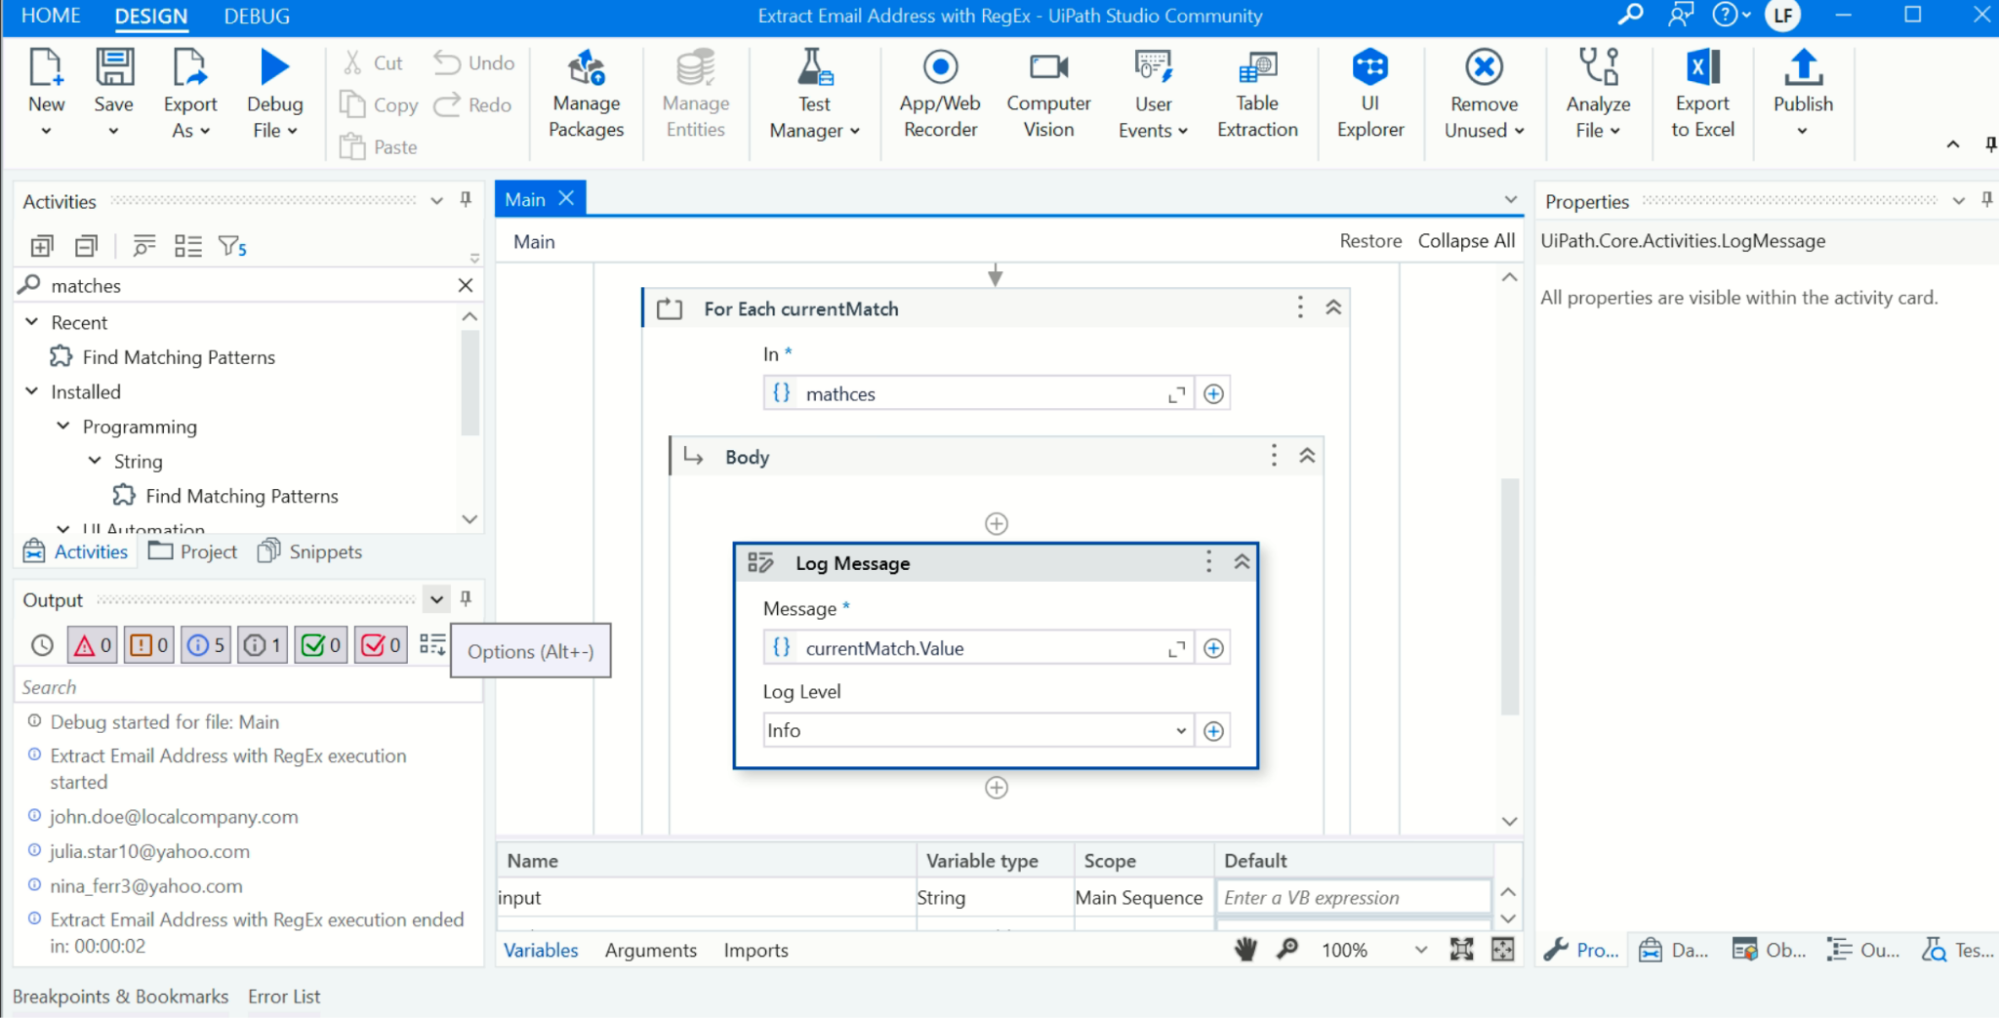 HOME DESIGN DEBUG Extract Email Address with RegEx - UiPath Studio Community LF
New Save Export As Debug File Cut Copy Paste Undo Redo Manage Packages Manage Entities Test Manager App/Web Recorder Computer Vision User Events Table Extraction UI Explorer Remove Unused Analyze File Export to Excel Publish
Activities
5
matches
Recent
Find Matching Patterns
Installed
Programming
String
Find Matching Patterns
UI Automation
Activities Project Snippets
Output
0 0 5 1 0 0
Options (Alt+-)
Search
Debug started for file: Main
Extract Email Address with RegEx execution
started
john.doe@localcompany.com
julia.star10@yahoo.com
nina_ferr3@yahoo.com
Extract Email Address with RegEx execution ended
in: 00:00:02
Main
Main Restore Collapse All
For Each currentMatch
In *
{} mathces
Body
Log Message
Message *
{} currentMatch.Value
Log Level
Info
Name Variable type Scope Default
input String Main Sequence Enter a VB expression
Variables Arguments Imports 100%
Properties
UiPath.Core.Activities.LogMessage
All properties are visible within the activity card.
Pro... Da... Ob... Ou... Tes...
Breakpoints & Bookmarks Error List